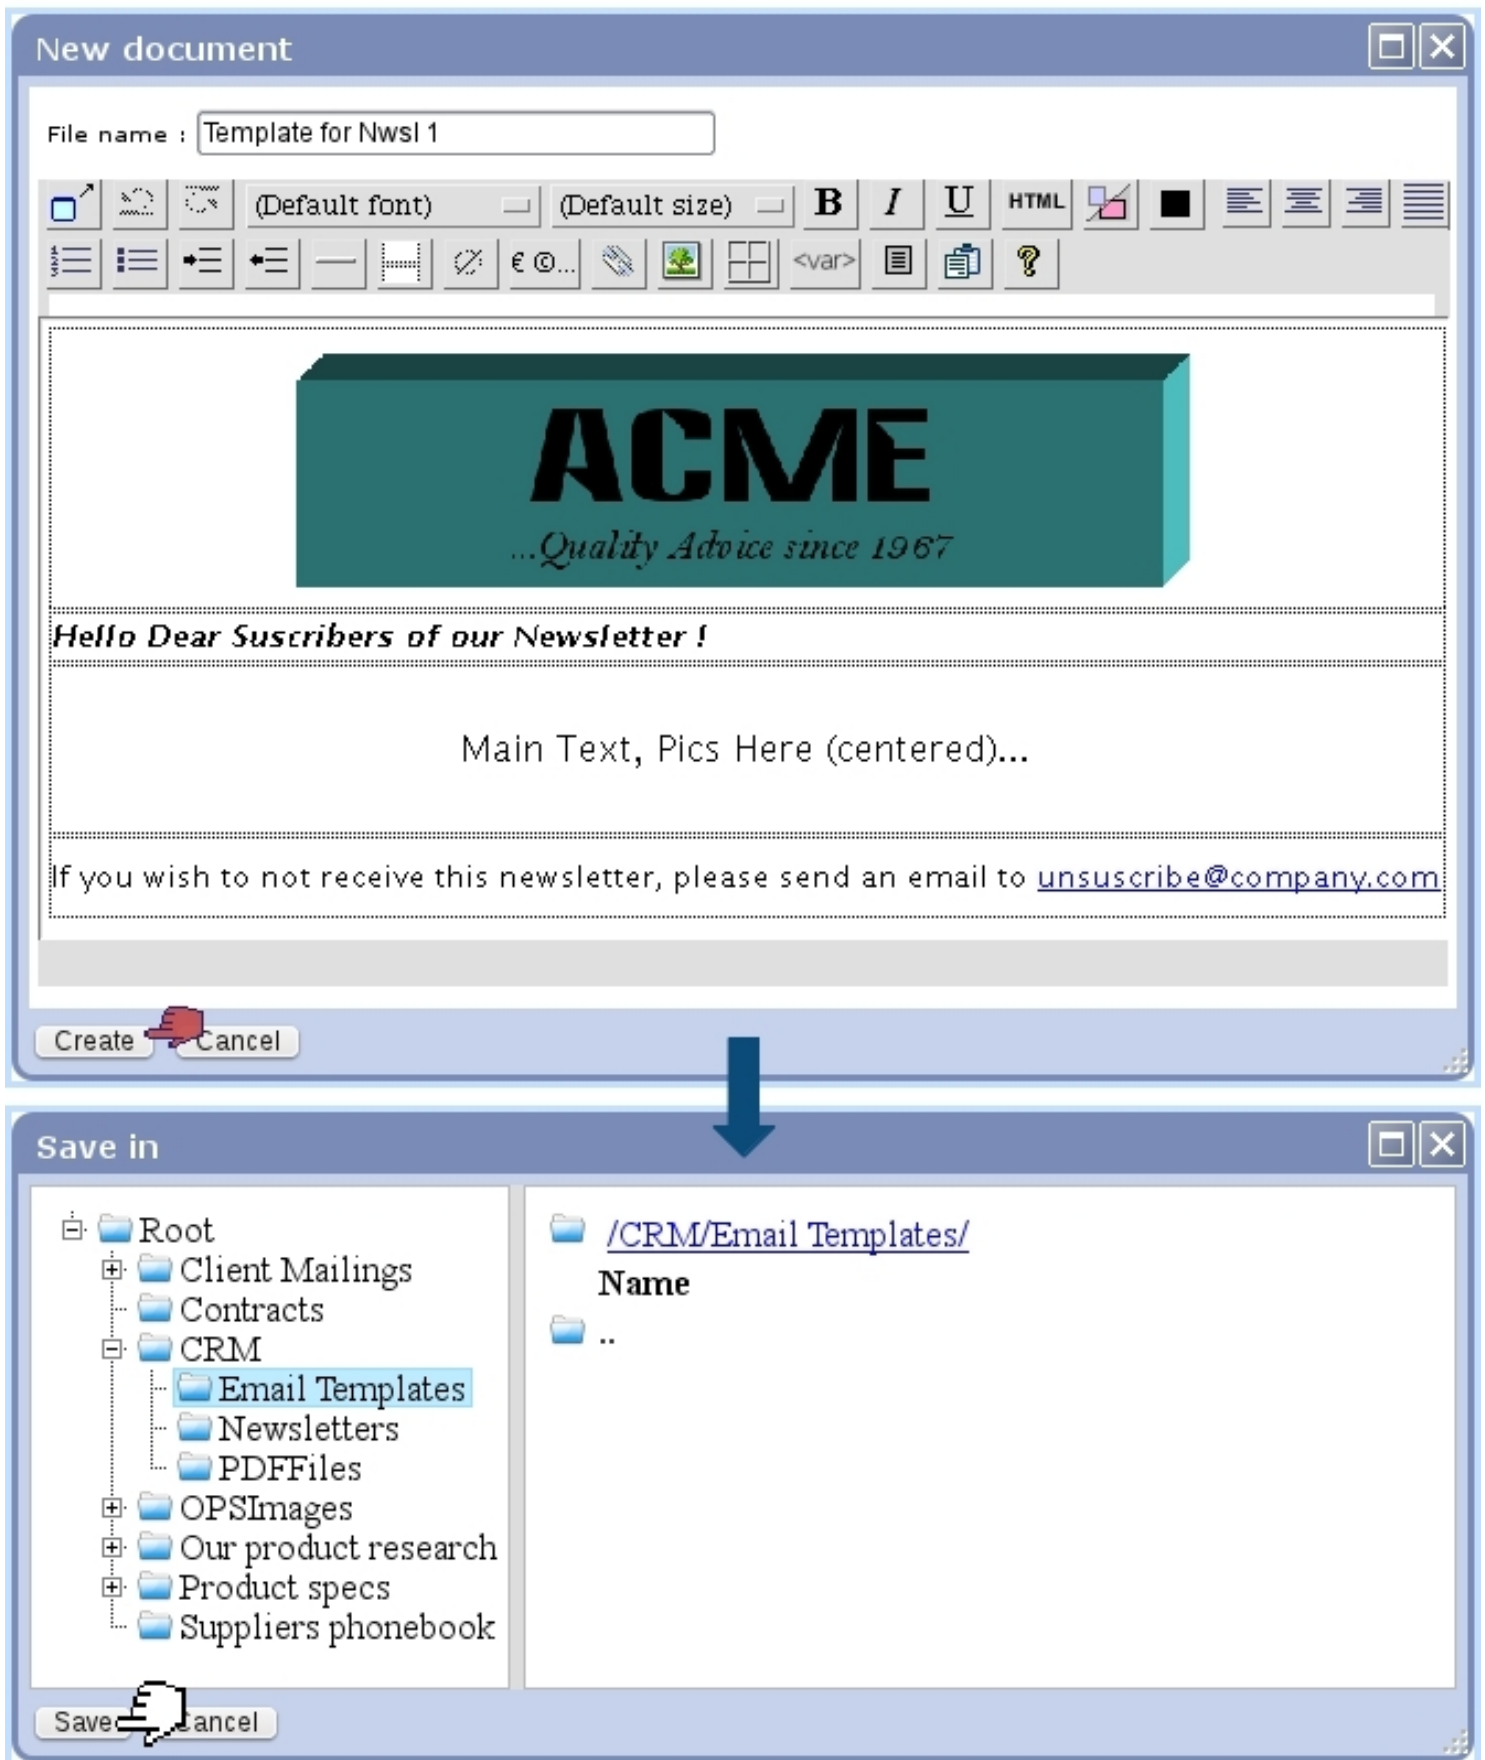 New document
File name : Template for Nwsl 1
(Default font) (Default size) B I U HTML
€ ©... <var> ?
ACME
...Quality Advice since 1967
Hello Dear Suscribers of our Newsletter !
Main Text, Pics Here (centered)...
If you wish to not receive this newsletter, please send an email to unsuscribe@company.com
Create Cancel
Save in
Root
Client Mailings
Contracts
CRM
Email Templates
Newsletters
PDFFiles
OPSImages
Our product research
Product specs
Suppliers phonebook
/CRM/Email Templates/
Name
..
Save Cancel